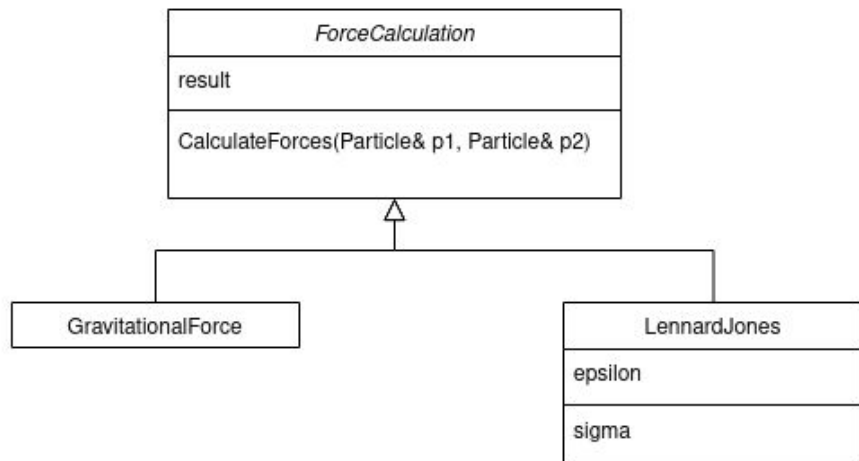 ForceCalculation
result
CalculateForces(Particle& p1, Particle& p2)
GravitationalForce
LennardJones
epsilon
sigma